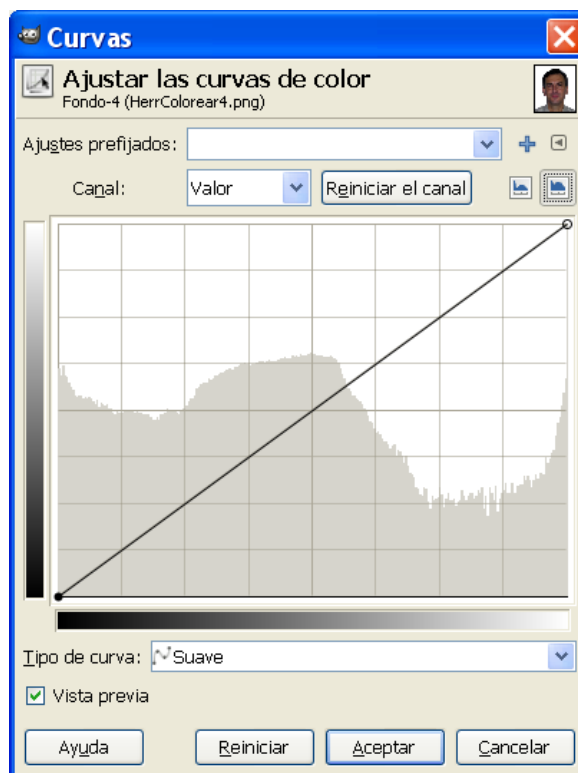 Curvas
Ajustar las curvas de color
Fondo-4 (HerrColorear4.png)
Ajustes prefijados:
Canal: Valor Reiniciar el canal
Tipo de curva: Suave
Vista previa
Ayuda Reiniciar Aceptar Cancelar